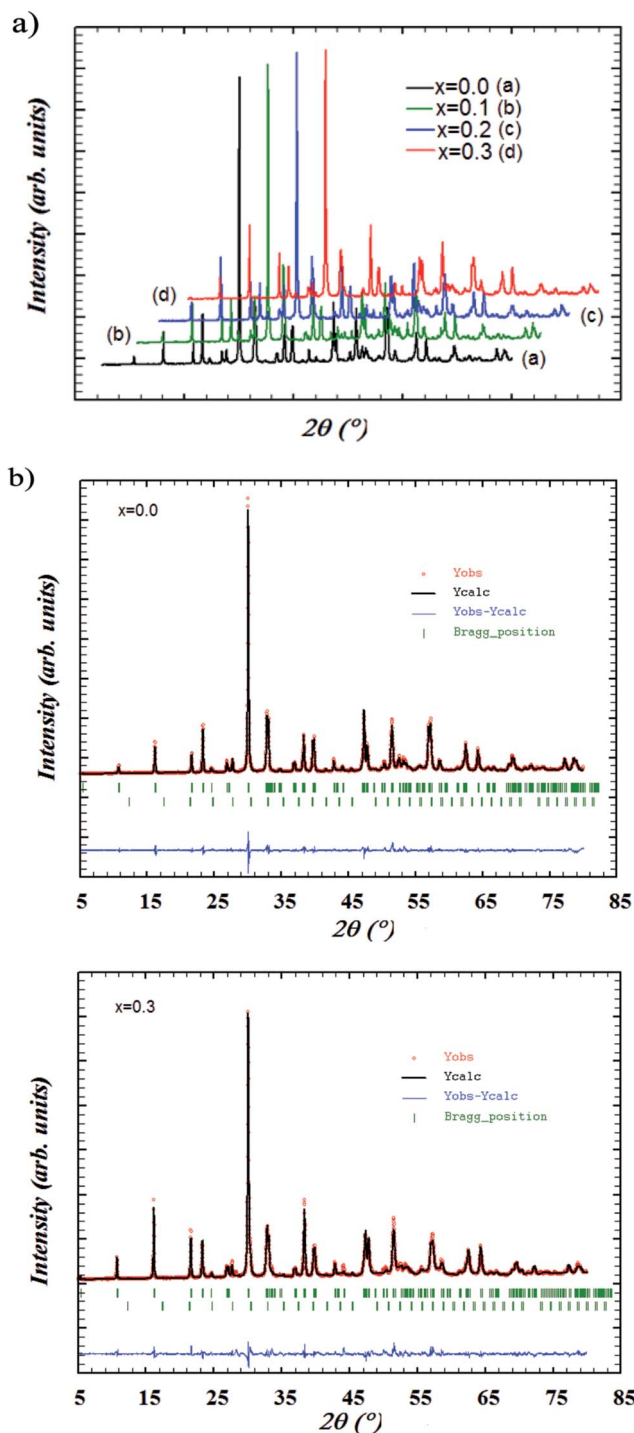 a)
Intensity (arb. units)
x=0.0 (a)
x=0.1 (b)
x=0.2 (c)
x=0.3 (d)
(d)
(c)
(b)
(a)
2θ (°)
b)
Intensity (arb. units)
x=0.0
Yobs
Ycalc
Yobs-Ycalc
Bragg_position
5 15 25 35 45 55 65 75 85
2θ (°)
Intensity (arb. units)
x=0.3
Yobs
Ycalc
Yobs-Ycalc
Bragg_position
5 15 25 35 45 55 65 75 85
2θ (°)